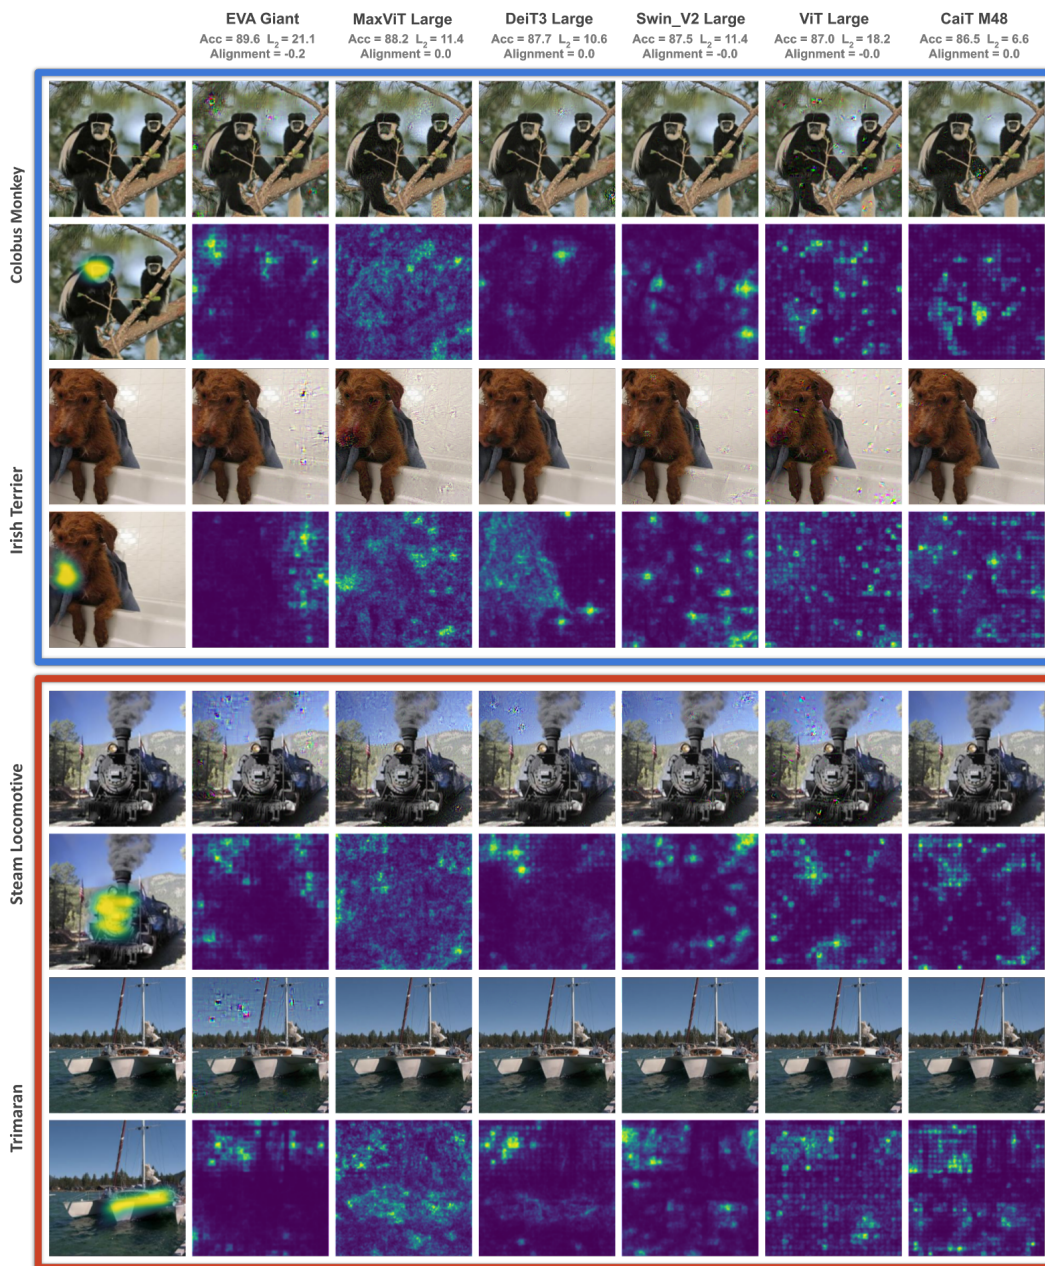 EVA Giant MaxViT Large DeiT3 Large Swin_V2 Large ViT Large CaiT M48
Acc = 89.6 L2 = 21.1 Acc = 88.2 L2 = 11.4 Acc = 87.7 L2 = 10.6 Acc = 87.5 L2 = 11.4 Acc = 87.0 L2 = 18.2 Acc = 86.5 L2 = 6.6
Alignment = -0.2 Alignment = 0.0 Alignment = 0.0 Alignment = -0.0 Alignment = -0.0 Alignment = 0.0
Colobus Monkey
Irish Terrier
Steam Locomotive
Trimaran